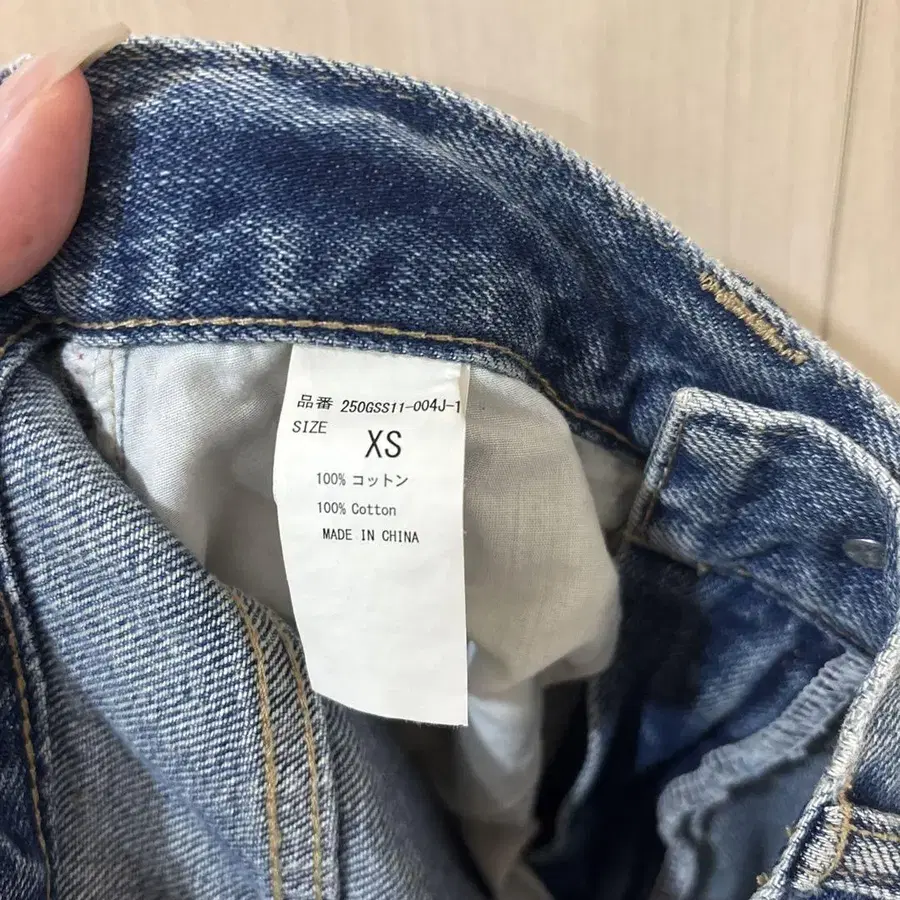 品番 250GSS11-004J-1
SIZE
XS
100% コットン
100% Cotton
MADE IN CHINA